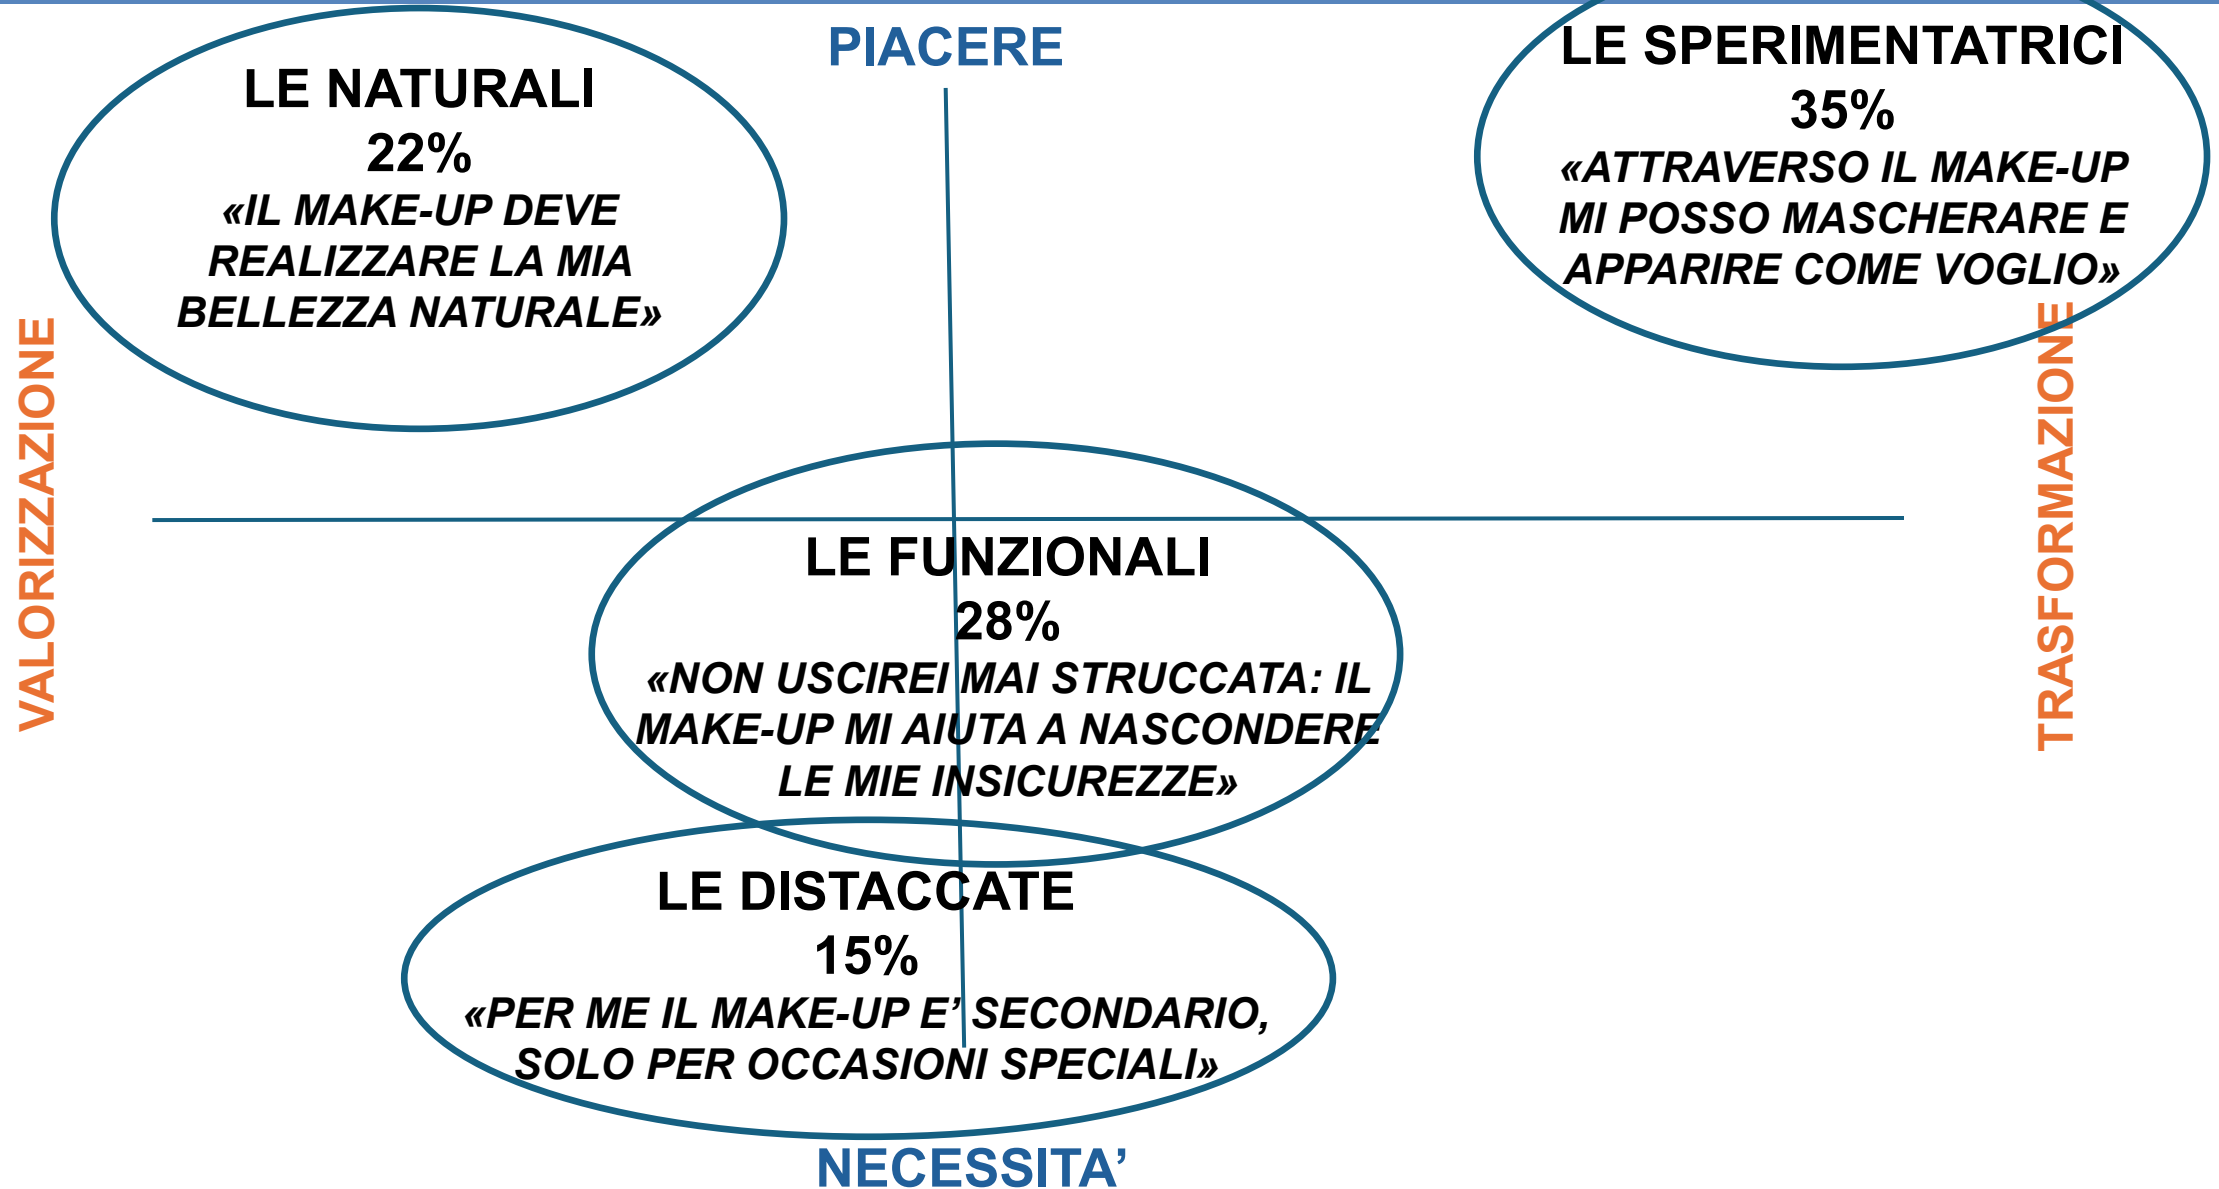 PIACERE
LE NATURALI
22%
«IL MAKE-UP DEVE
REALIZZARE LA MIA
BELLEZZA NATURALE»
LE SPERIMENTATRICI
35%
«ATTRAVERSO IL MAKE-UP
MI POSSO MASCHERARE E
APPARIRE COME VOGLIO»
VALORIZZAZIONE
TRASFORMAZIONE
LE FUNZIONALI
28%
«NON USCIREI MAI STRUCCATA: IL
MAKE-UP MI AIUTA A NASCONDERE
LE MIE INSICUREZZE»
LE DISTACCATE
15%
«PER ME IL MAKE-UP E’ SECONDARIO,
SOLO PER OCCASIONI SPECIALI»
NECESSITA’